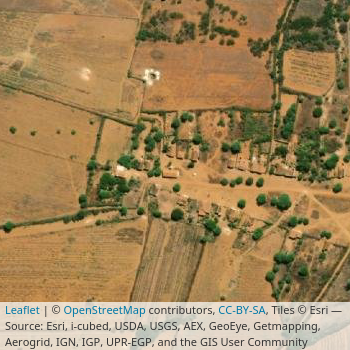 Leaflet | © OpenStreetMap contributors, CC-BY-SA, Tiles © Esri —
Source: Esri, i-cubed, USDA, USGS, AEX, GeoEye, Getmapping,
Aerogrid, IGN, IGP, UPR-EGP, and the GIS User Community